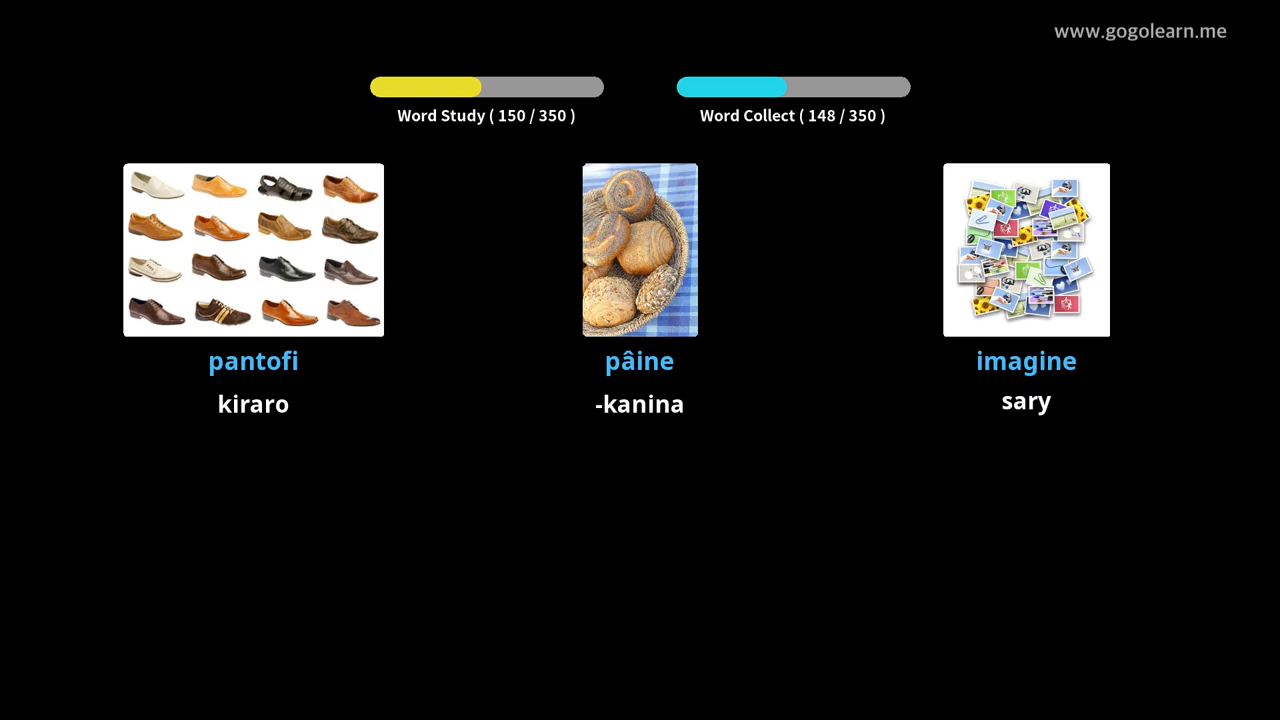 www.gogolearn.me
Word Study ( 150 / 350 )
Word Collect ( 148 / 350 )
pantofi
kiraro
pâine
-kanina
imagine
sary